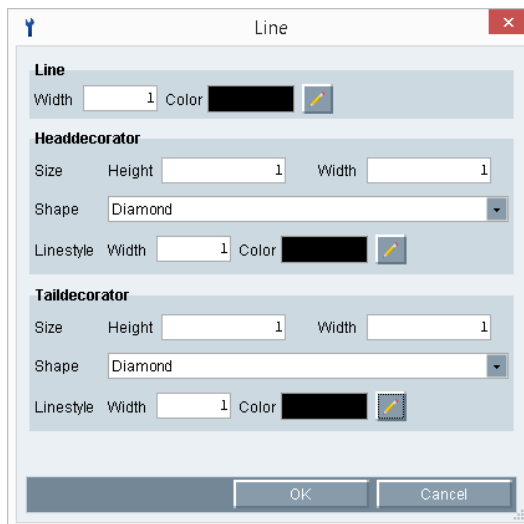 Line
Line
Width 1 Color
Headdecorator
Size Height 1 Width 1
Shape Diamond
Linestyle Width 1 Color
Taildecorator
Size Height 1 Width 1
Shape Diamond
Linestyle Width 1 Color
OK Cancel